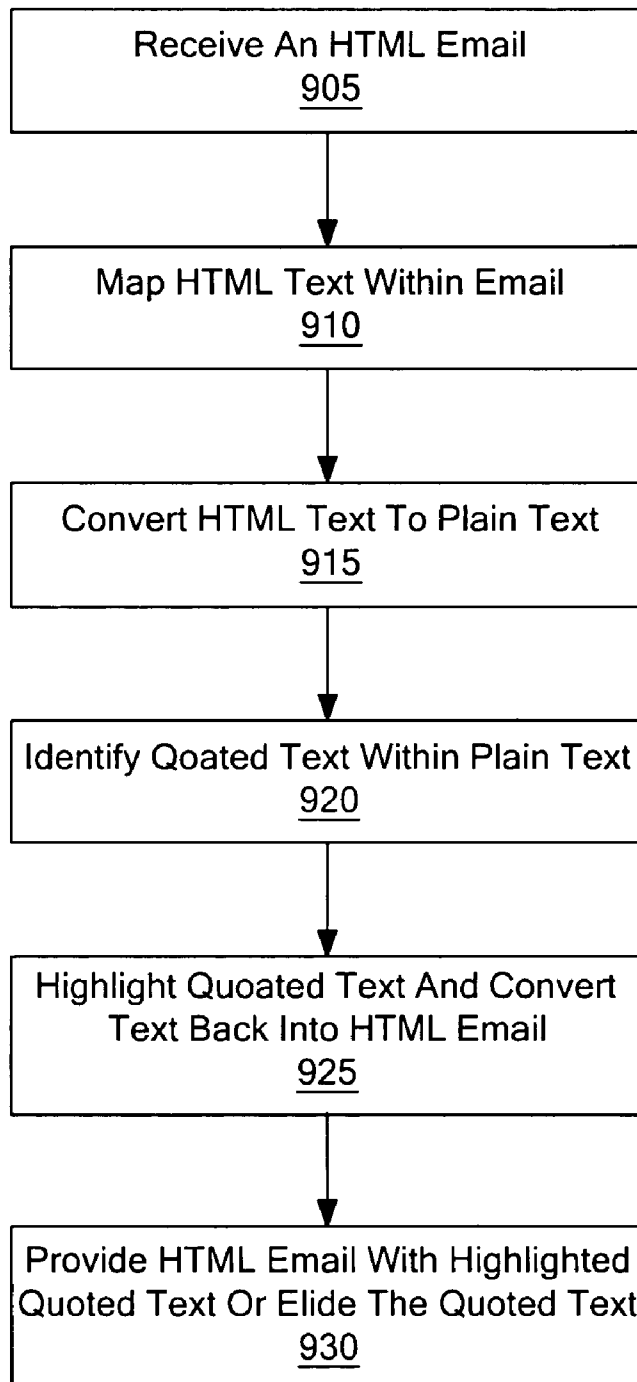 Receive An HTML Email
905
Map HTML Text Within Email
910
Convert HTML Text To Plain Text
915
Identify Qoated Text Within Plain Text
920
Highlight Quoated Text And Convert
Text Back Into HTML Email
925
Provide HTML Email With Highlighted
Quoted Text Or Elide The Quoted Text
930